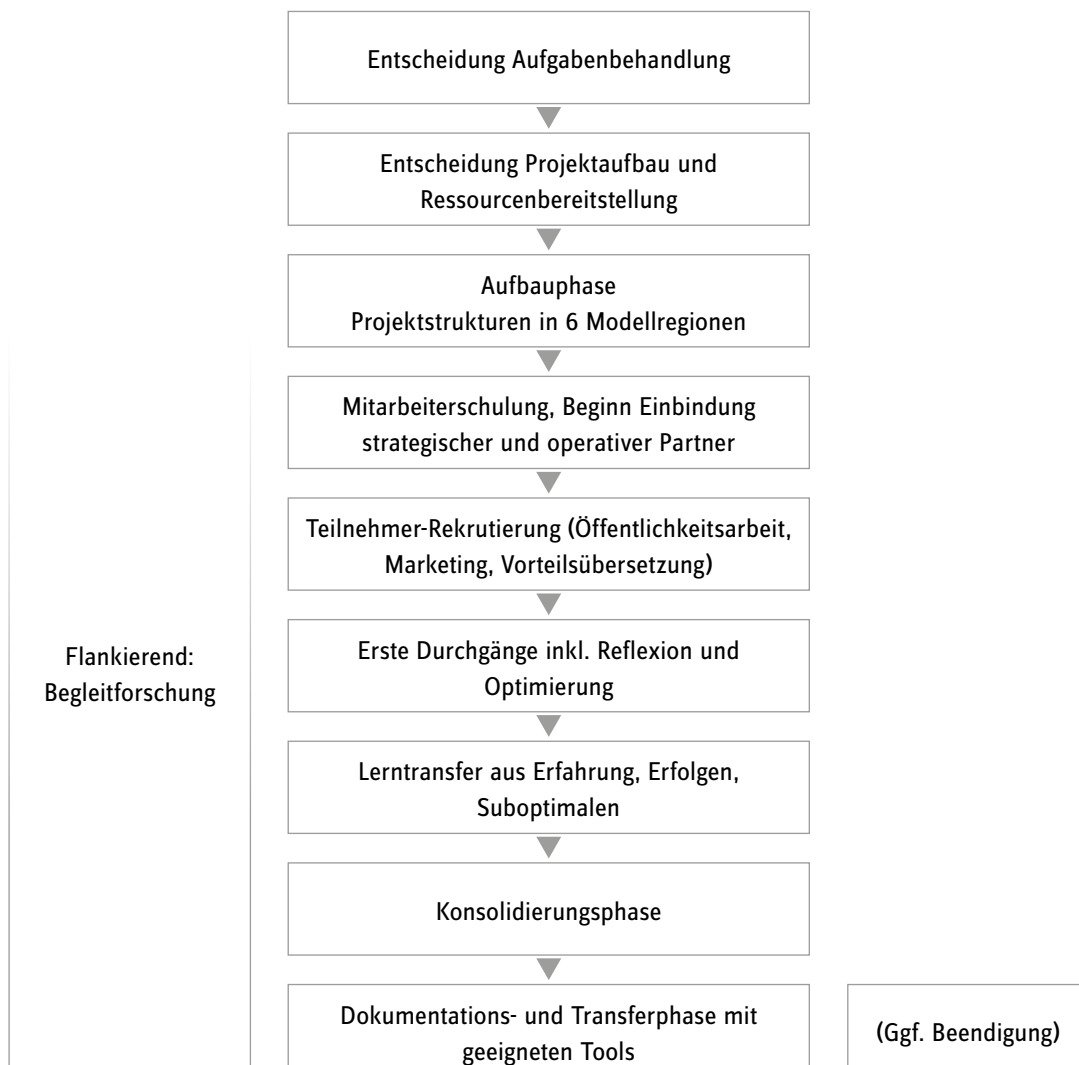 Entscheidung Aufgabenbehandlung
Entscheidung Projektaufbau und
Ressourcenbereitstellung
Aufbauphase
Projektstrukturen in 6 Modellregionen
Mitarbeiterschulung, Beginn Einbindung
strategischer und operativer Partner
Teilnehmer-Rekrutierung (Öffentlichkeitsarbeit,
Marketing, Vorteilsübersetzung)
Flankierend:
Begleitforschung
Erste Durchgänge inkl. Reflexion und
Optimierung
Lerntransfer aus Erfahrung, Erfolgen,
Suboptimalen
Konsolidierungsphase
Dokumentations- und Transferphase mit
geeigneten Tools
(Ggf. Beendigung)